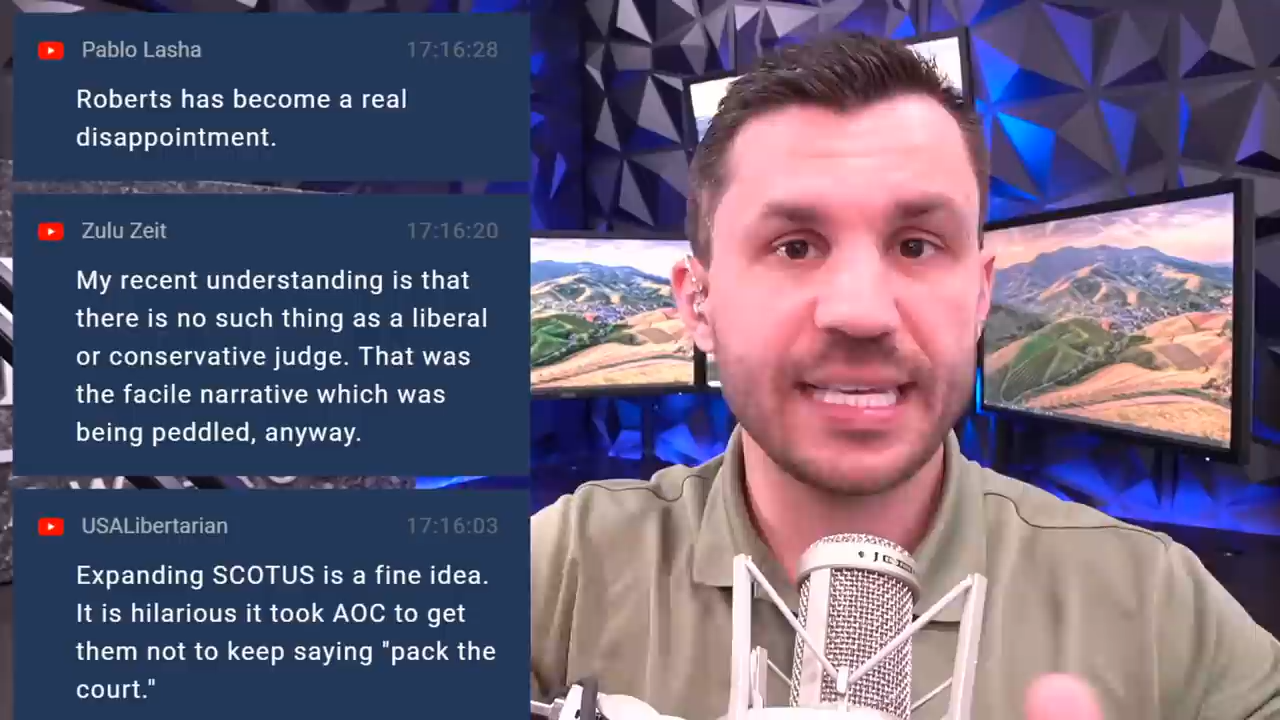 Pablo Lasha 17:16:28
Roberts has become a real
disappointment.
Zulu Zeit 17:16:20
My recent understanding is that
there is no such thing as a liberal
or conservative judge. That was
the facile narrative which was
being peddled, anyway.
USALibertarian 17:16:03
Expanding SCOTUS is a fine idea.
It is hilarious it took AOC to get
them not to keep saying "pack the
court."